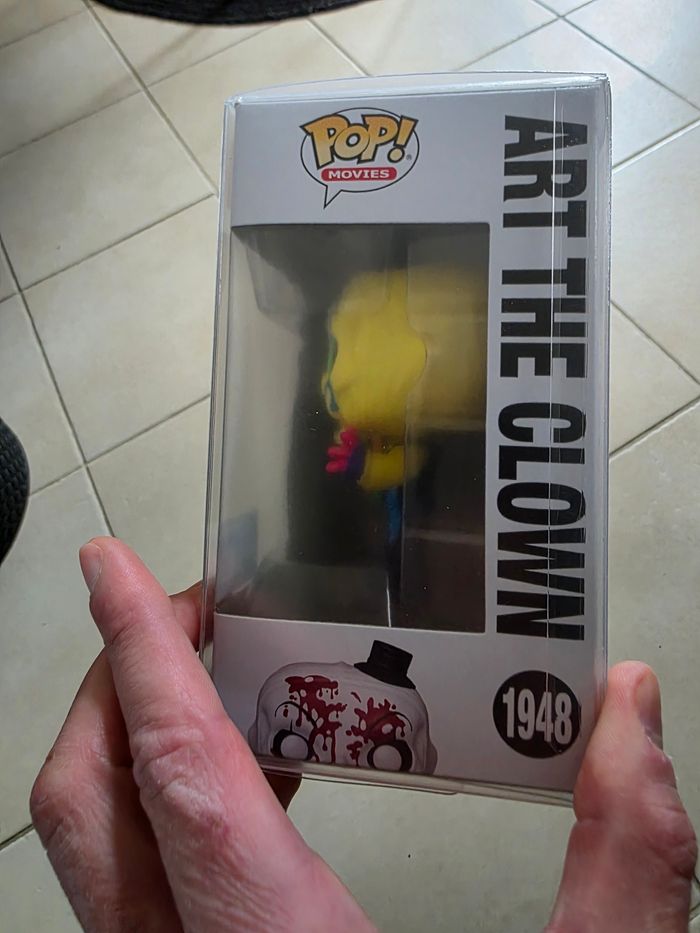 POP!
MOVIES
ART THE CLOWN
1948